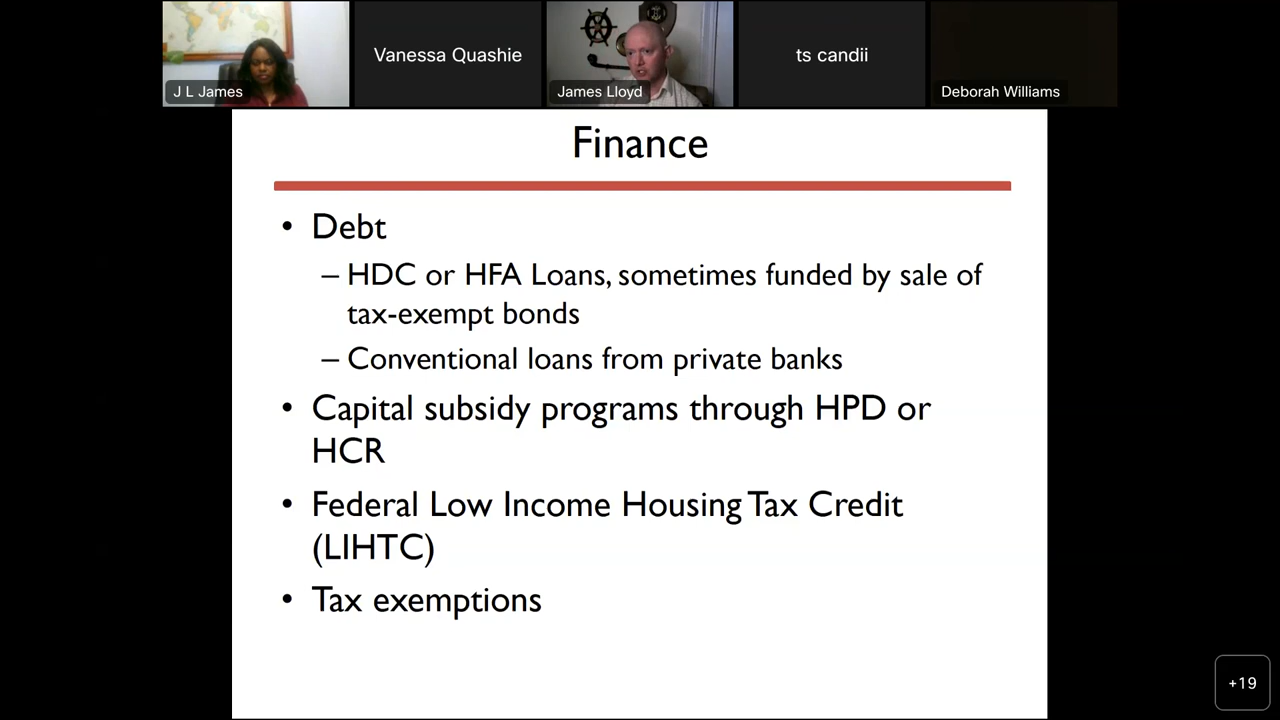 J L James
Vanessa Quashie
James Lloyd
ts candii
Deborah Williams
Finance
• Debt
– HDC or HFA Loans, sometimes funded by sale of
tax-exempt bonds
– Conventional loans from private banks
• Capital subsidy programs through HPD or
HCR
• Federal Low Income Housing Tax Credit
(LIHTC)
• Tax exemptions
+19